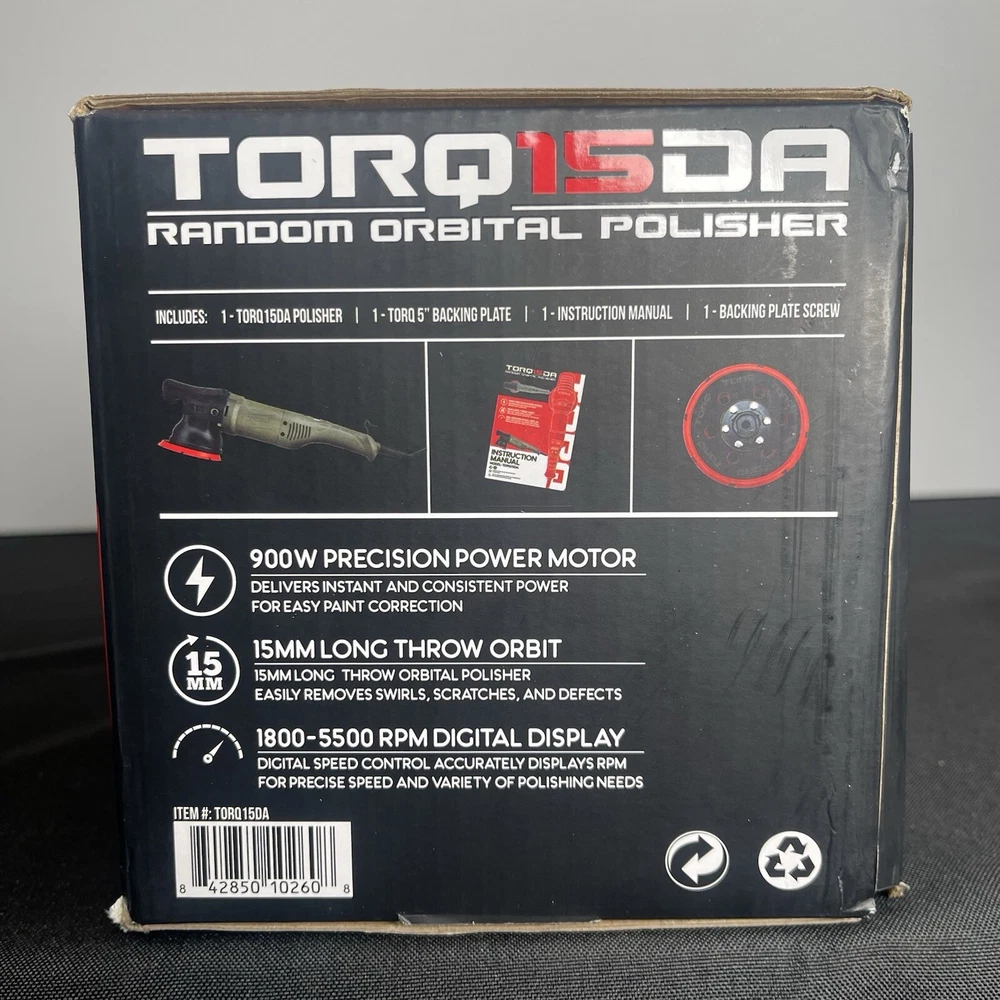 TORQ15DA
RANDOM ORBITAL POLISHER
INCLUDES: 1 - TORQ15DA POLISHER | 1 - TORQ 5" BACKING PLATE | 1 - INSTRUCTION MANUAL | 1 - BACKING PLATE SCREW
TORQ15DA
INSTRUCTION
MANUAL
900W PRECISION POWER MOTOR
DELIVERS INSTANT AND CONSISTENT POWER
FOR EASY PAINT CORRECTION
15
MM
15MM LONG THROW ORBIT
15MM LONG THROW ORBITAL POLISHER
EASILY REMOVES SWIRLS, SCRATCHES, AND DEFECTS
1800-5500 RPM DIGITAL DISPLAY
DIGITAL SPEED CONTROL ACCURATELY DISPLAYS RPM
FOR PRECISE SPEED AND VARIETY OF POLISHING NEEDS
ITEM #: TORQ15DA
8 42850 10260 8